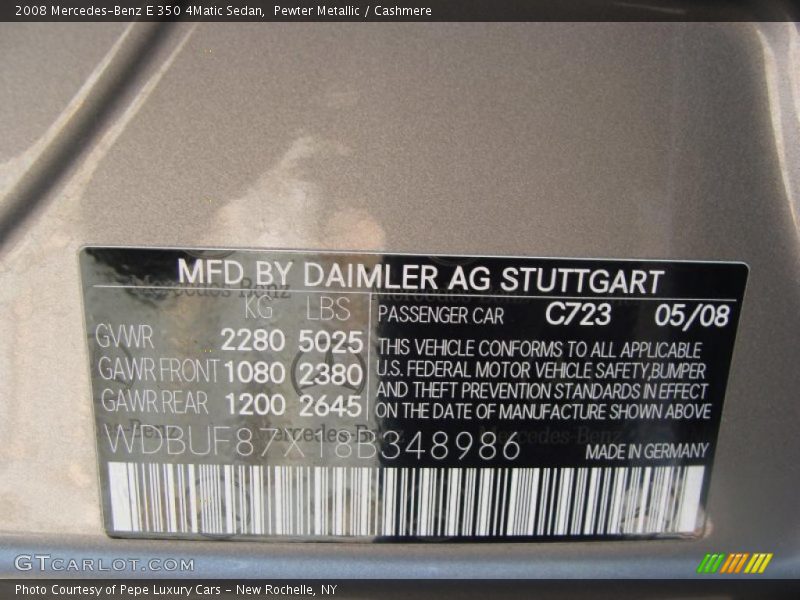 2008 Mercedes-Benz E 350 4Matic Sedan, Pewter Metallic / Cashmere
MFD. BY DAIMLER AG STUTTGART
KG LBS
PASSENGER CAR C723 05/08
GVWR 2280 5025
GAWR FRONT 1080 2380
GAWR REAR 1200 2645
THIS VEHICLE CONFORMS TO ALL APPLICABLE
U.S. FEDERAL MOTOR VEHICLE SAFETY, BUMPER
AND THEFT PREVENTION STANDARDS IN EFFECT
ON THE DATE OF MANUFACTURE SHOWN ABOVE
WDBUF87X18B348986
MADE IN GERMANY
GTCarLot.com
Photo Courtesy of Pepe Luxury Cars - New Rochelle, NY